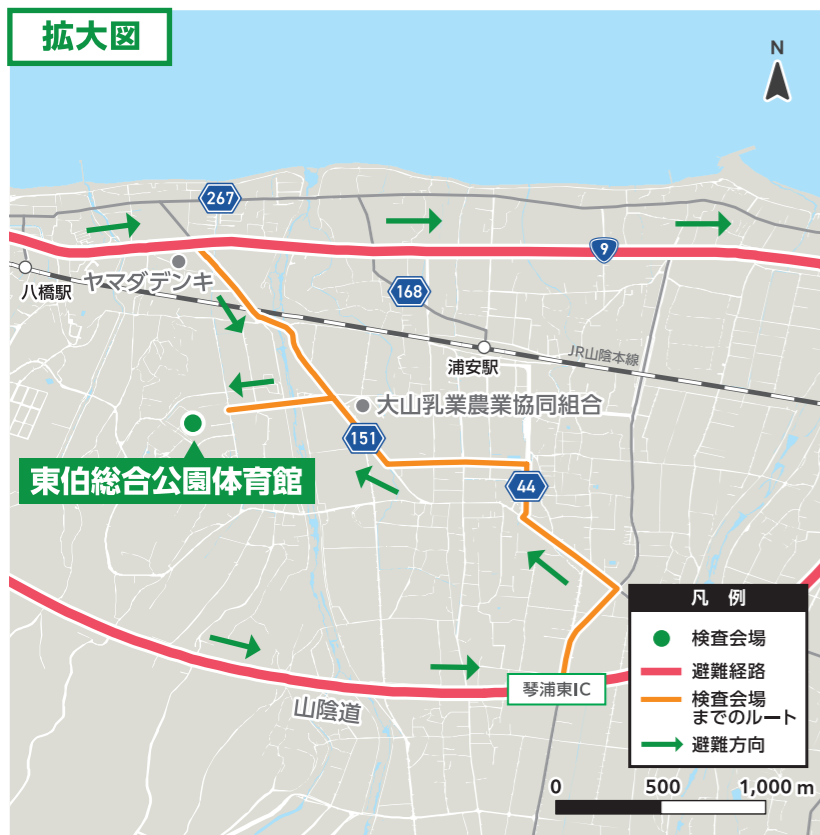 拡大図
N
267
9
ヤマダデンキ
八橋駅
168
JR山陰本線
浦安駅
大山乳業農業協同組合
151
東伯総合公園体育館
44
凡 例
検査会場
避難経路
検査会場
までのルート
避難方向
琴浦東IC
山陰道
0 500 1,000 m